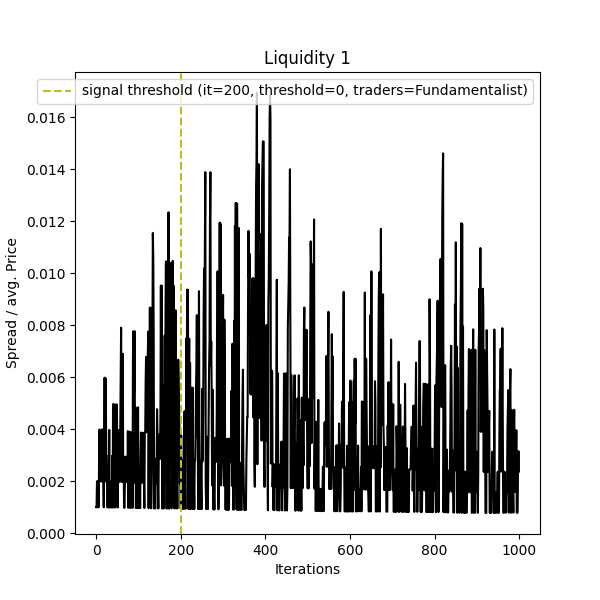 Liquidity 1
signal threshold (it=200, threshold=0, traders=Fundamentalist)
0.016
0.014
0.012
0.010
0.008
0.006
0.004
0.002
0.000
Spread / avg. Price
0 200 400 600 800 1000
Iterations